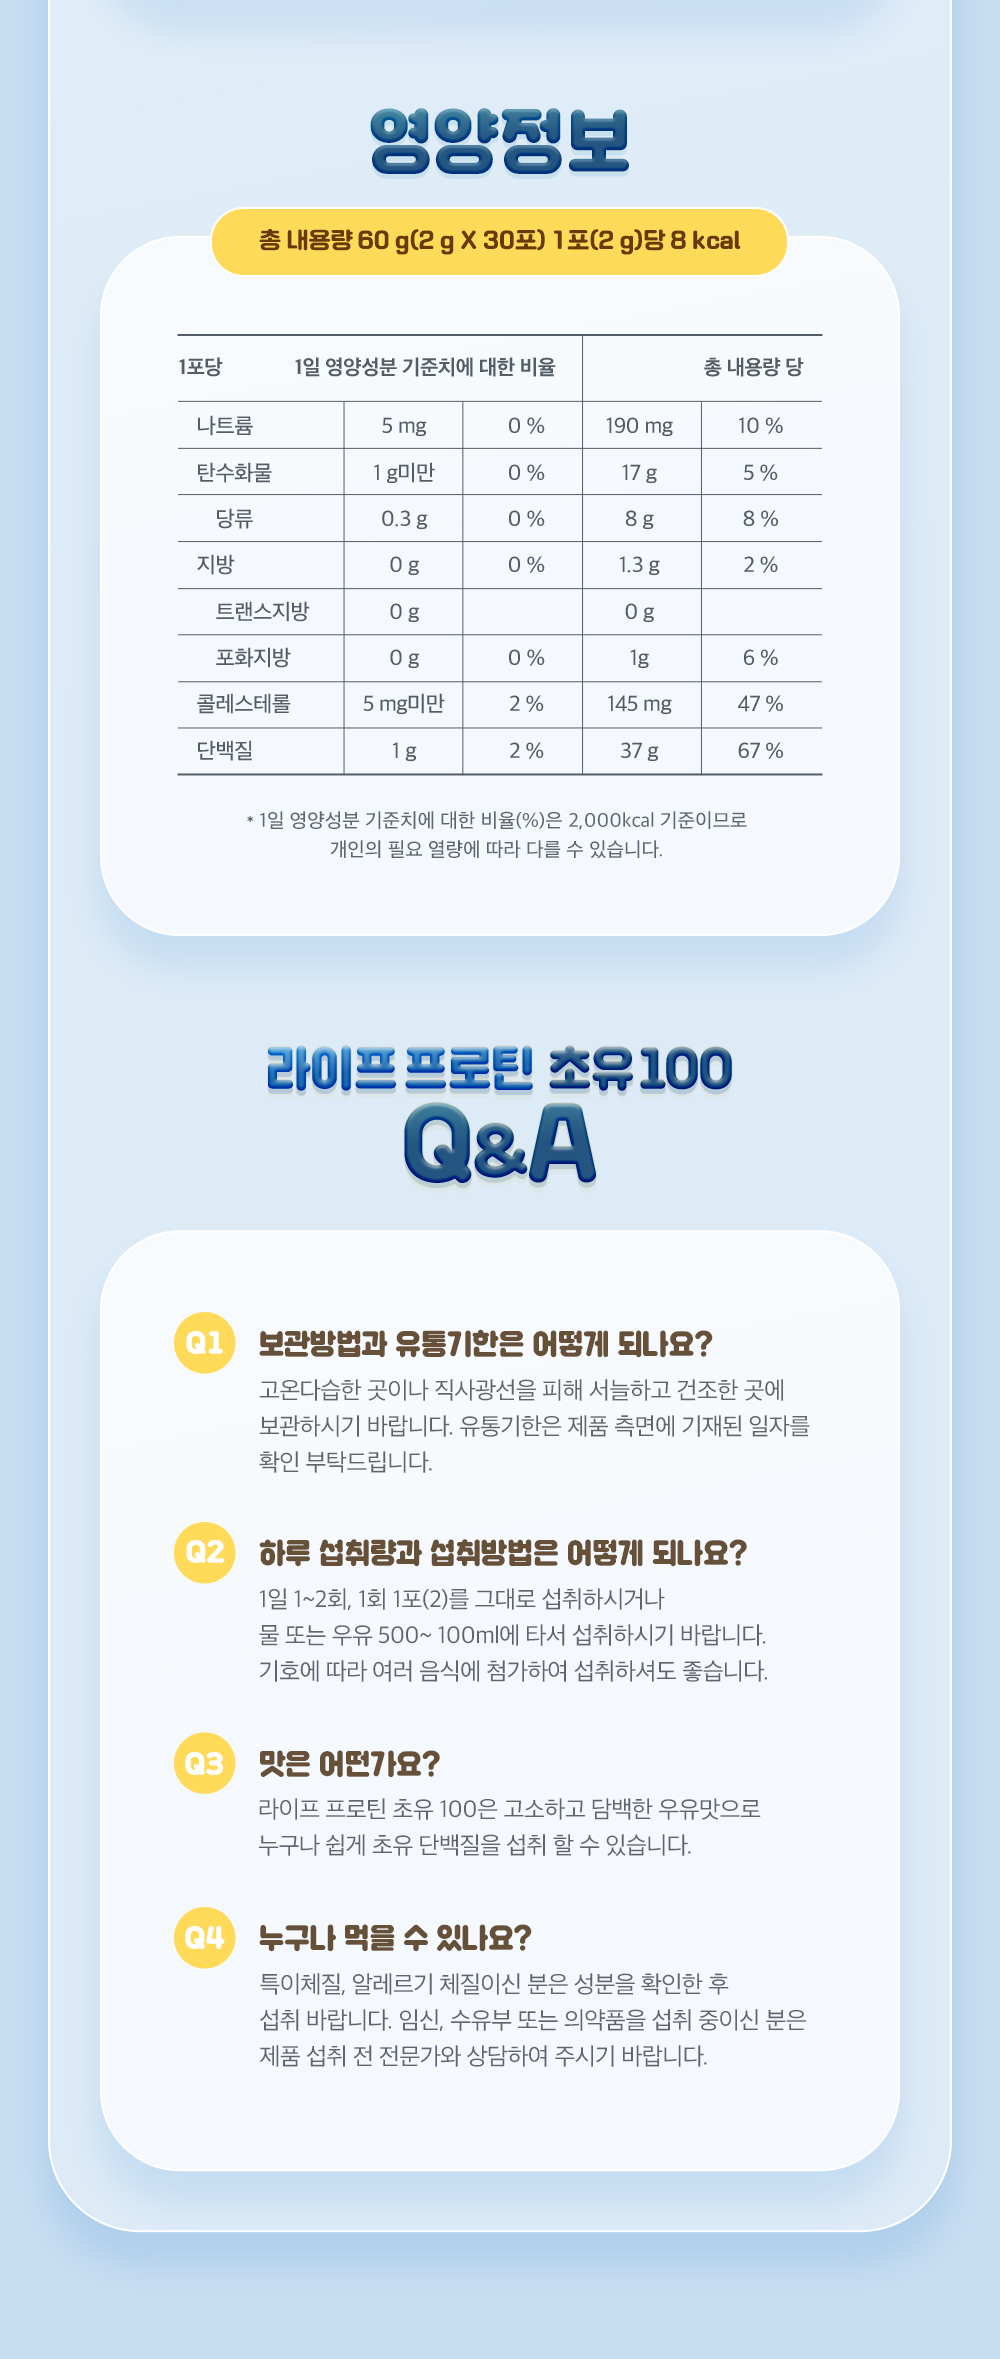 영양정보
총 내용량 60 g(2 g X 30포) 1포(2 g)당 8 kcal
1포당 1일 영양성분 기준치에 대한 비율 총 내용량 당
나트륨 5 mg 0 % 190 mg 10 %
탄수화물 1 g미만 0 % 17 g 5 %
당류 0.3 g 0 % 8 g 8 %
지방 0 g 0 % 1.3 g 2 %
트랜스지방 0 g 0 g
포화지방 0 g 0 % 1g 6 %
콜레스테롤 5 mg미만 2 % 145 mg 47 %
단백질 1 g 2 % 37 g 67 %
* 1일 영양성분 기준치에 대한 비율(%)은 2,000kcal 기준이므로
개인의 필요 열량에 따라 다를 수 있습니다.
라이프 프로틴 초유 100
Q&A
Q1 보관방법과 유통기한은 어떻게 되나요?
고온다습한 곳이나 직사광선을 피해 서늘하고 건조한 곳에
보관하시기 바랍니다. 유통기한은 제품 측면에 기재된 일자를
확인 부탁드립니다.
Q2 하루 섭취량과 섭취방법은 어떻게 되나요?
1일 1~2회, 1회 1포(2)를 그대로 섭취하시거나
물 또는 우유 500~ 100ml에 타서 섭취하시기 바랍니다.
기호에 따라 여러 음식에 첨가하여 섭취하셔도 좋습니다.
Q3 맛은 어떤가요?
라이프 프로틴 초유 100은 고소하고 담백한 우유맛으로
누구나 쉽게 초유 단백질을 섭취 할 수 있습니다.
Q4 누구나 먹을 수 있나요?
특이체질, 알레르기 체질이신 분은 성분을 확인한 후
섭취 바랍니다. 임신, 수유부 또는 의약품을 섭취 중이신 분은
제품 섭취 전 전문가와 상담하여 주시기 바랍니다.